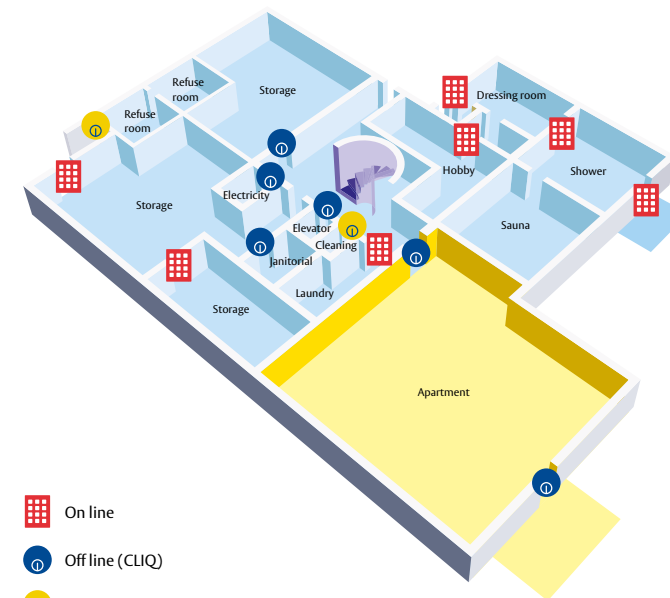 Refuse
room
Storage
Dressing room
Refuse
room
Hobby
Shower
Electricity
Storage
Sauna
Elevator
Cleaning
Janitorial
Laundry
Storage
Apartment
On line
Off line (CLIQ)